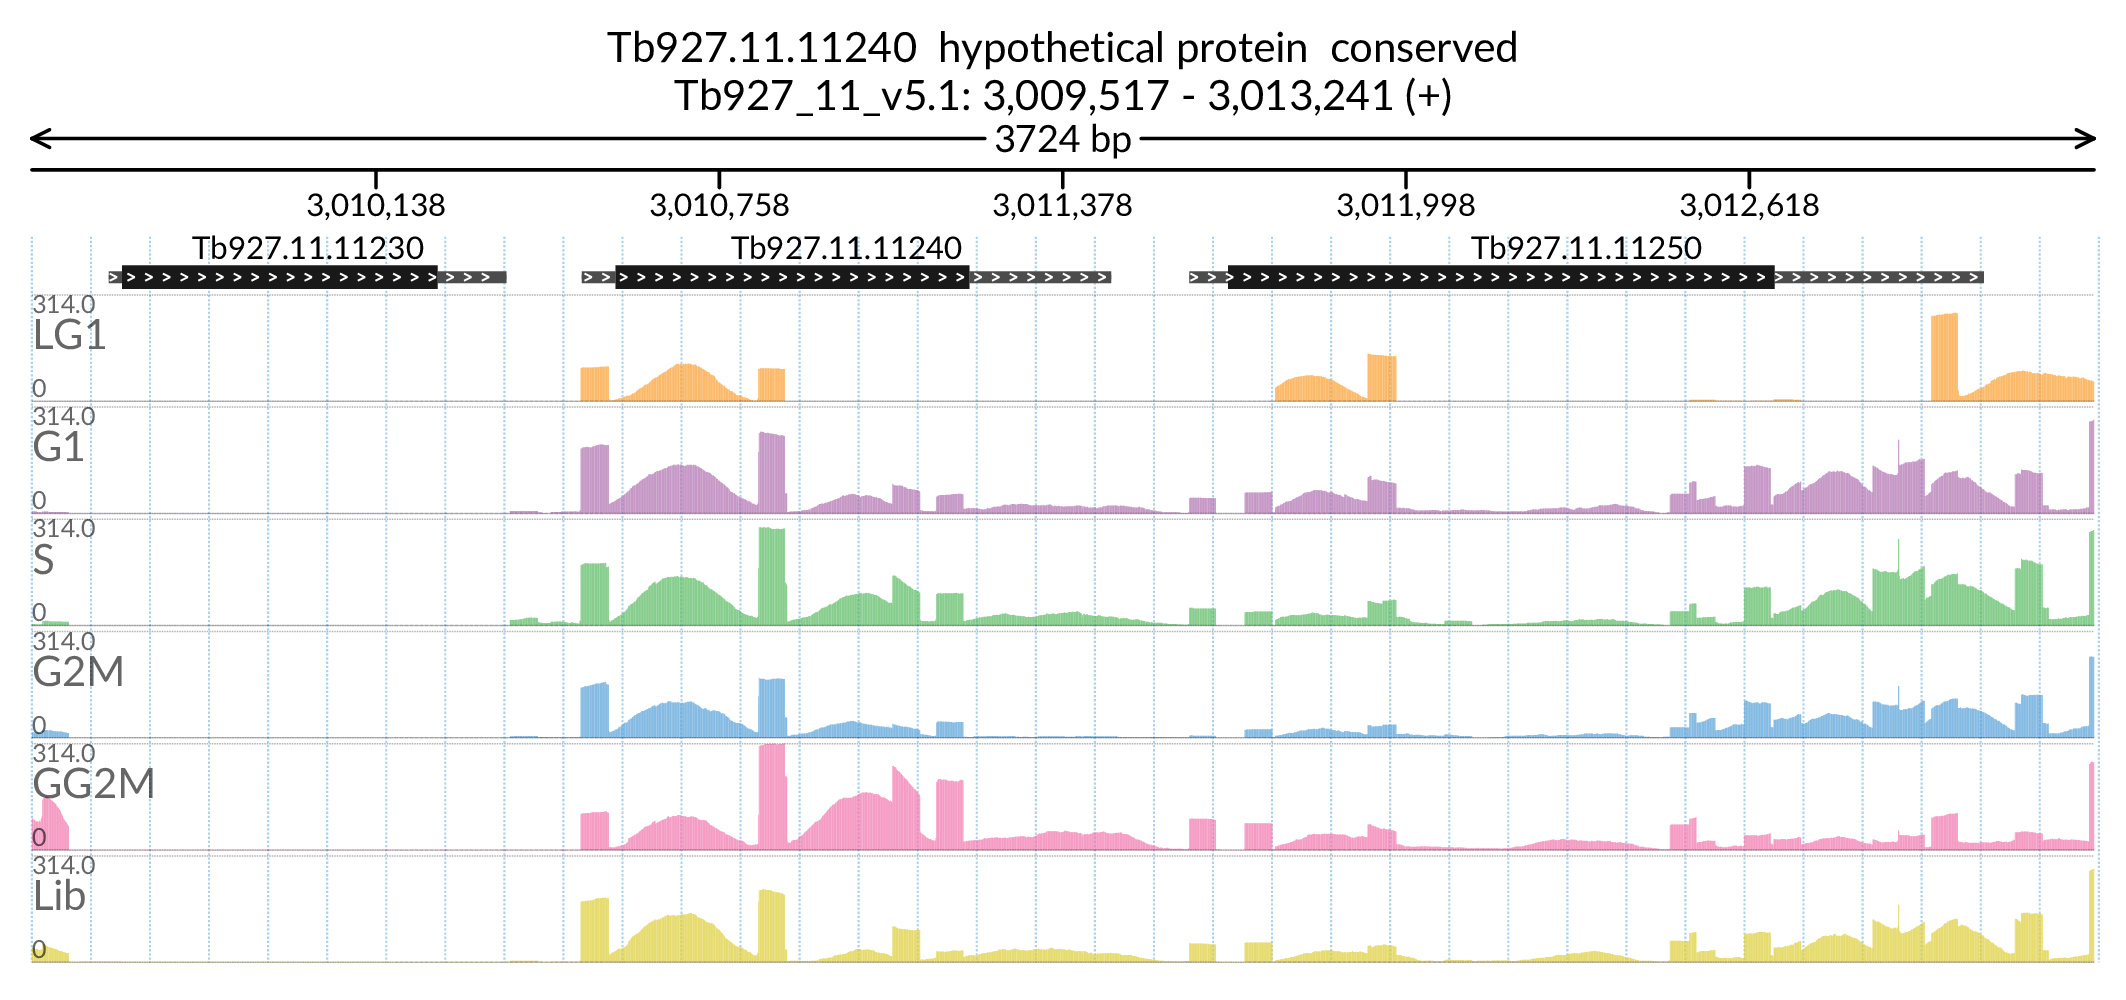 Tb927.11.11240 hypothetical protein conserved
Tb927_11_v5.1: 3,009,517 - 3,013,241 (+)
3724 bp
3,010,138 3,010,758 3,011,378 3,011,998 3,012,618
Tb927.11.11230 Tb927.11.11240 Tb927.11.11250
314.0
LG1
0
314.0
G1
0
314.0
S
0
314.0
G2M
0
314.0
GG2M
0
314.0
Lib
0